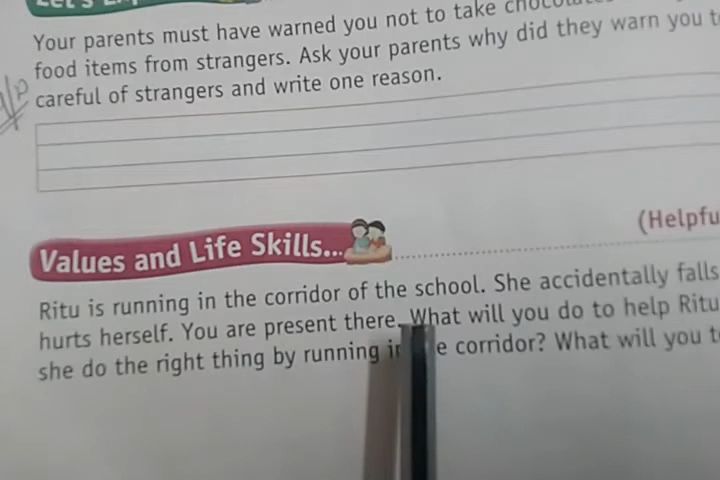 Your parents must have warned you not to take
food items from strangers. Ask your parents why did they warn you t
careful of strangers and write one reason.
(Helpfu
Values and Life Skills...
Ritu is running in the corridor of the school. She accidentally falls
hurts herself. You are present there. What will you do to help Ritu
she do the right thing by running in corridor? What will you t